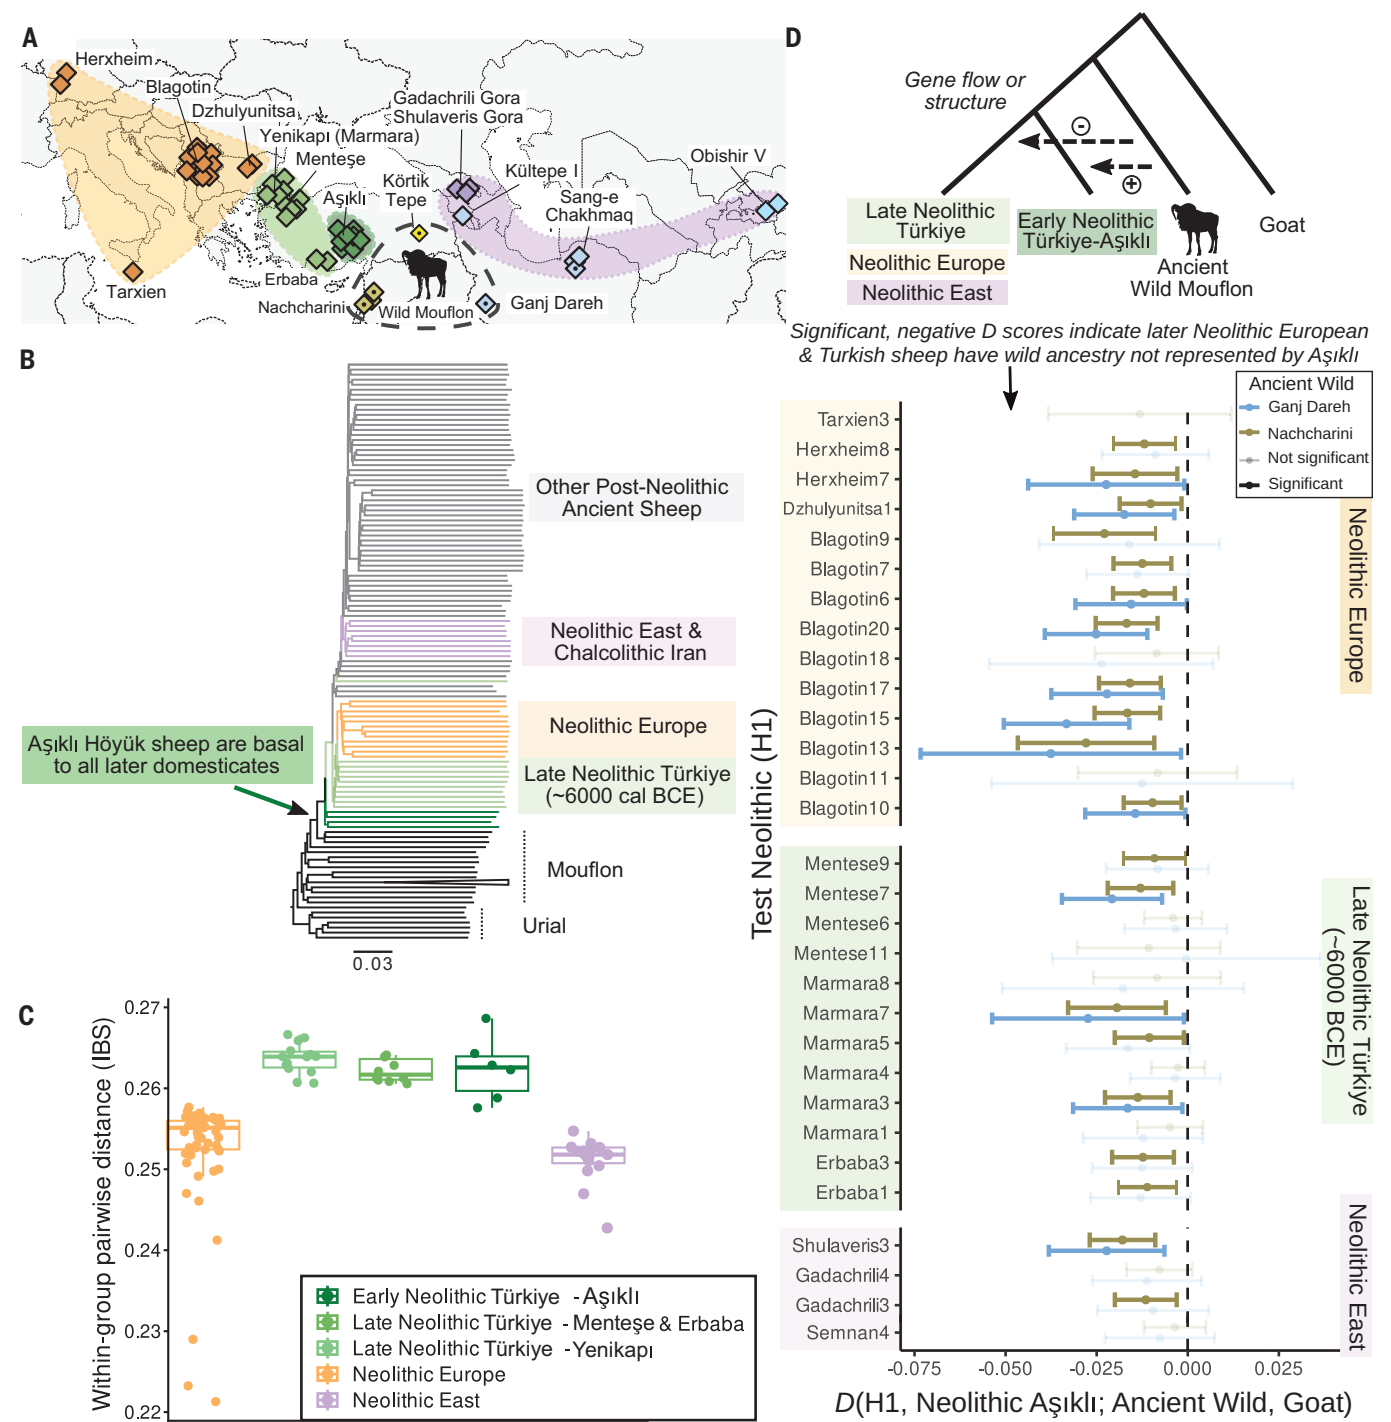 A
Herxheim
Blagotin
Dzhulyunitsa
Yenikapı (Marmara)
Menteşe
Aşıklı
Körtik
Tepe
Gadachrili Gora
Shulaveris Gora
Kültepe I
Sang-e
Chakhmaq
Obishir V
Tarxien
Erbaba
Nachcharini
Wild Mouflon
Ganj Dareh
D
Gene flow or
structure
-
+
Late Neolithic
Türkiye
Neolithic Europe
Neolithic East
Early Neolithic
Türkiye-Aşıklı
Ancient
Wild Mouflon
Goat
Significant, negative D scores indicate later Neolithic European
& Turkish sheep have wild ancestry not represented by Aşıklı
Ancient Wild
Ganj Dareh
Nachcharini
Not significant
Significant
Test Neolithic (H1)
Tarxien3
Herxheim8
Herxheim7
Dzhulyunitsa1
Blagotin9
Blagotin7
Blagotin6
Blagotin20
Blagotin18
Blagotin17
Blagotin15
Blagotin13
Blagotin11
Blagotin10
Neolithic Europe
Mentese9
Mentese7
Mentese6
Mentese11
Marmara8
Marmara7
Marmara5
Marmara4
Marmara3
Marmara1
Erbaba3
Erbaba1
Late Neolithic Türkiye
(~6000 BCE)
Shulaveris3
Gadachrili4
Gadachrili3
Semnan4
Neolithic East
-0.075
-0.050
-0.025
0.000
0.025
D(H1, Neolithic Aşıklı; Ancient Wild, Goat)
B
Other Post-Neolithic
Ancient Sheep
Neolithic East &
Chalcolithic Iran
Neolithic Europe
Late Neolithic Türkiye
(~6000 cal BCE)
Aşıklı Höyük sheep are basal
to all later domesticates
Mouflon
Urial
0.03
C
Within-group pairwise distance (IBS)
0.27
0.26
0.25
0.24
0.23
0.22
Early Neolithic Türkiye - Aşıklı
Late Neolithic Türkiye - Menteşe & Erbaba
Late Neolithic Türkiye - Yenikapı
Neolithic Europe
Neolithic East